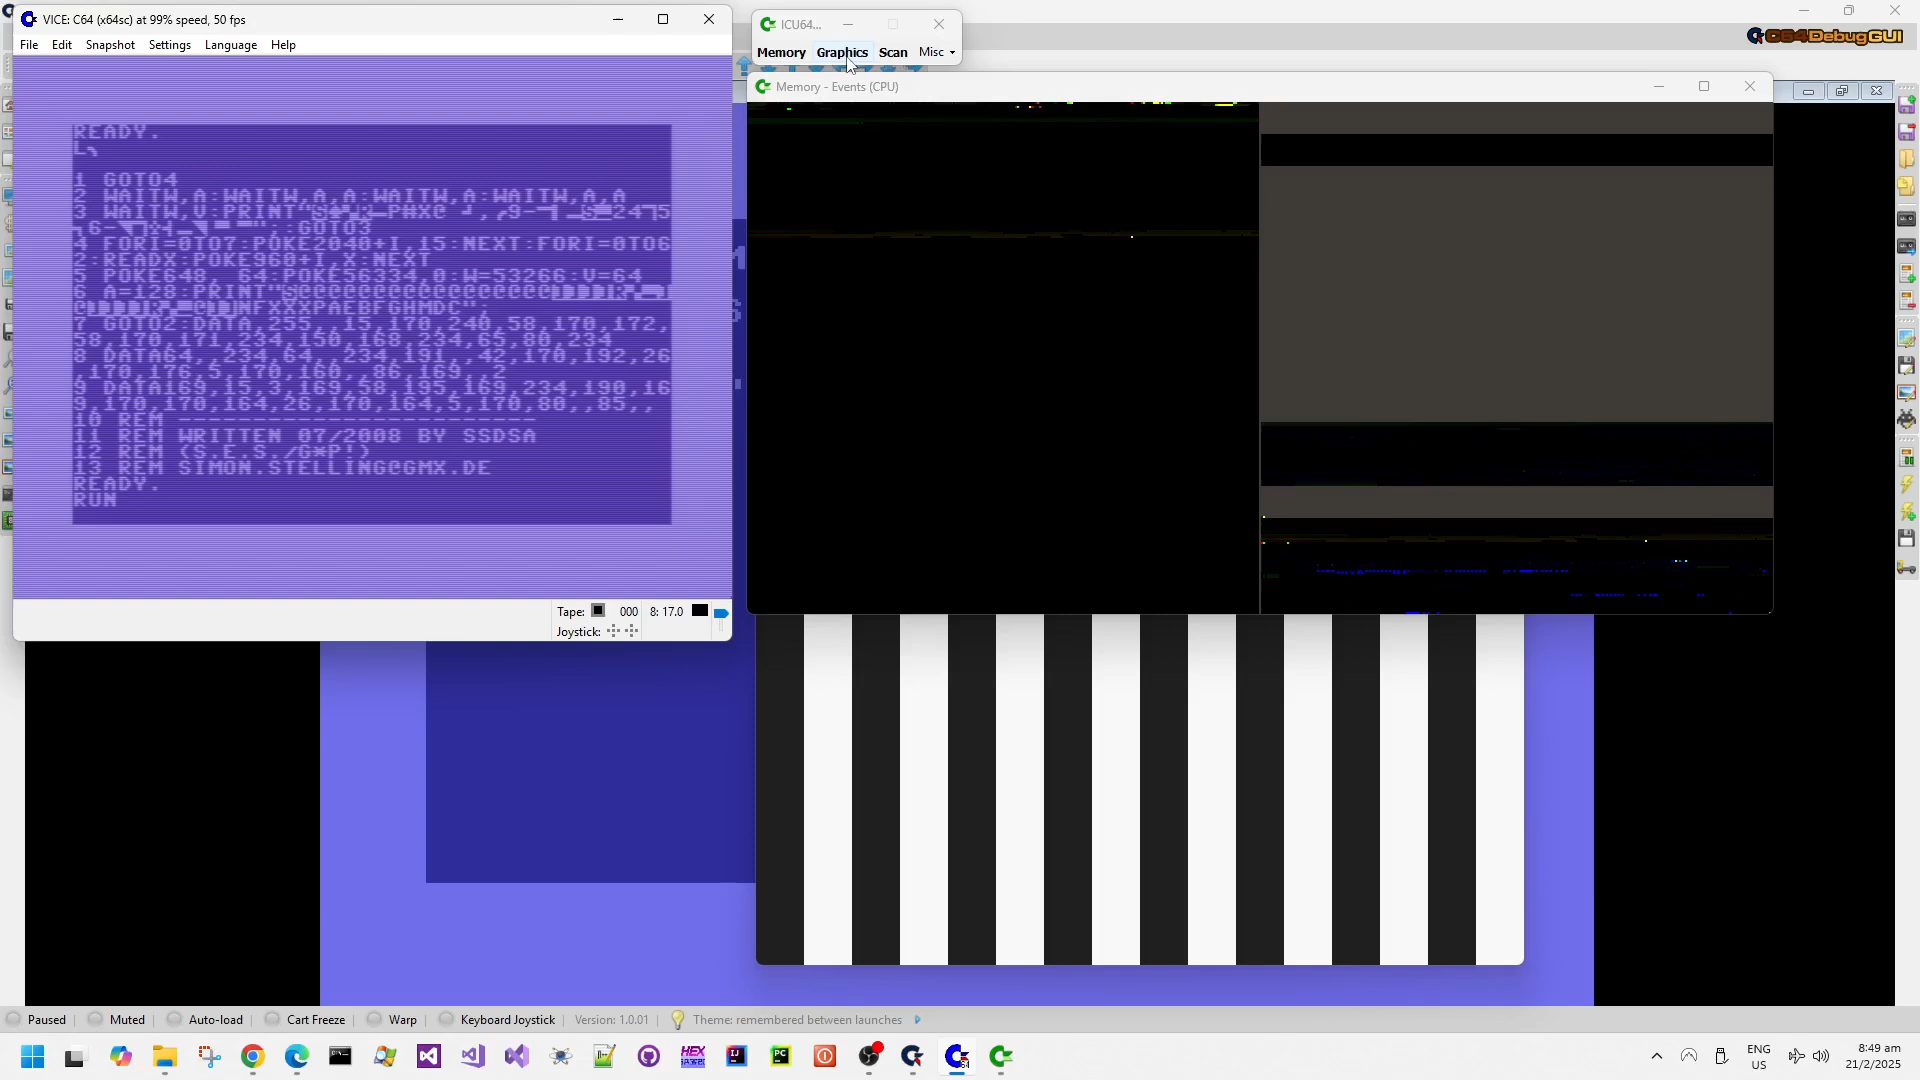 VICE: C64 (x64sc) at 99% speed, 50 fps
File Edit Snapshot Settings Language Help
ICU64...
Memory Graphics Scan Misc
C64DebugGUI
Memory - Events (CPU)
READY.
1 GOTO4
2 WAITW,A:WAITW,A,A:WAITW,A:WAITW,A,A
3 WAITW,V:PRINT"
";:GOTO3
4 FORI=0TO7:POKE2040+I,15:NEXT:FORI=0TO6
2:READX:POKE960+I,X:NEXT
5 POKE648, 64:POKE56334,0:W=53266:V=64
6 A=128:PRINT"
NFXXXPAEBFGHMDC";
7 GOTO2:DATA,255,,15,170,240,58,170,172,
58,170,171,234,150,168,234,65,80,234
8 DATA64,,234,64,,234,191,,42,170,192,26
,170,176,5,170,160,,86,169,,2
9 DATA169,15,3,169,58,195,169,234,190,16
9,170,170,164,26,170,164,5,170,80,,85,,
10 REM -------------------------
11 REM WRITTEN 07/2008 BY SSDSA
12 REM (S.E.S./G*P!)
13 REM SIMON.STELLING@GMX.DE
READY.
RUN
Tape: 000 8: 17.0
Joystick:
Paused Muted Auto-load Cart Freeze Warp Keyboard Joystick Version: 1.0.01 Theme: remembered between launches
ENG
US
8:49 am
21/2/2025